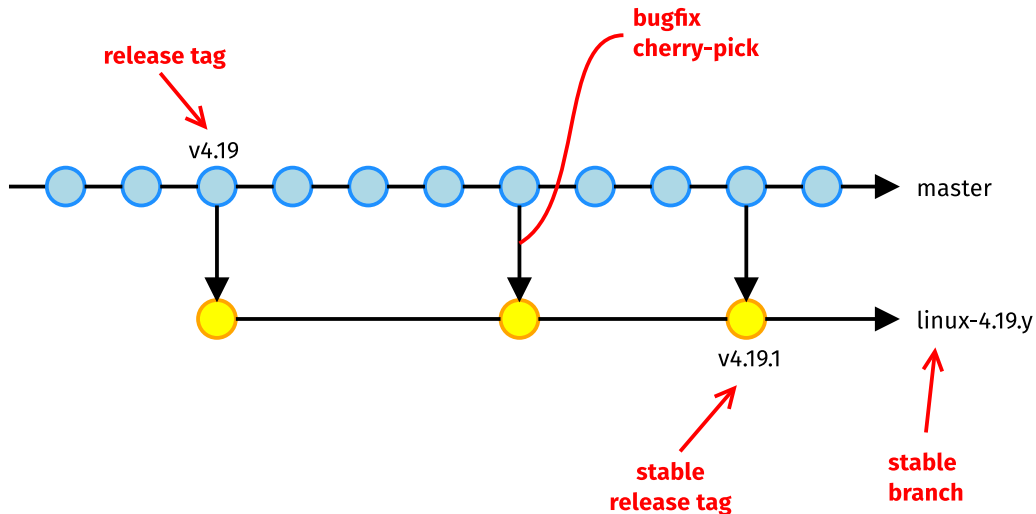 bugfix
cherry-pick
release tag
v4.19
master
linux-4.19.y
v4.19.1
stable
release tag
stable
branch